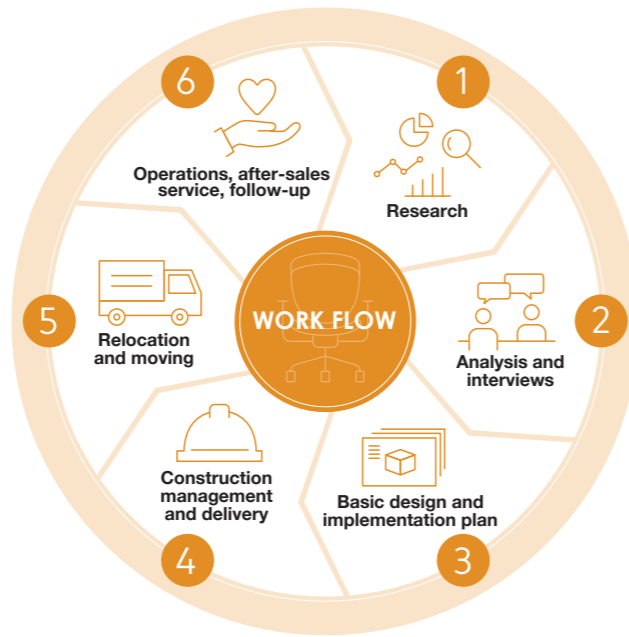 WORK FLOW
1
Research
2
Analysis and
interviews
3
Basic design and
implementation plan
4
Construction
management
and delivery
5
Relocation
and moving
6
Operations, after-sales
service, follow-up